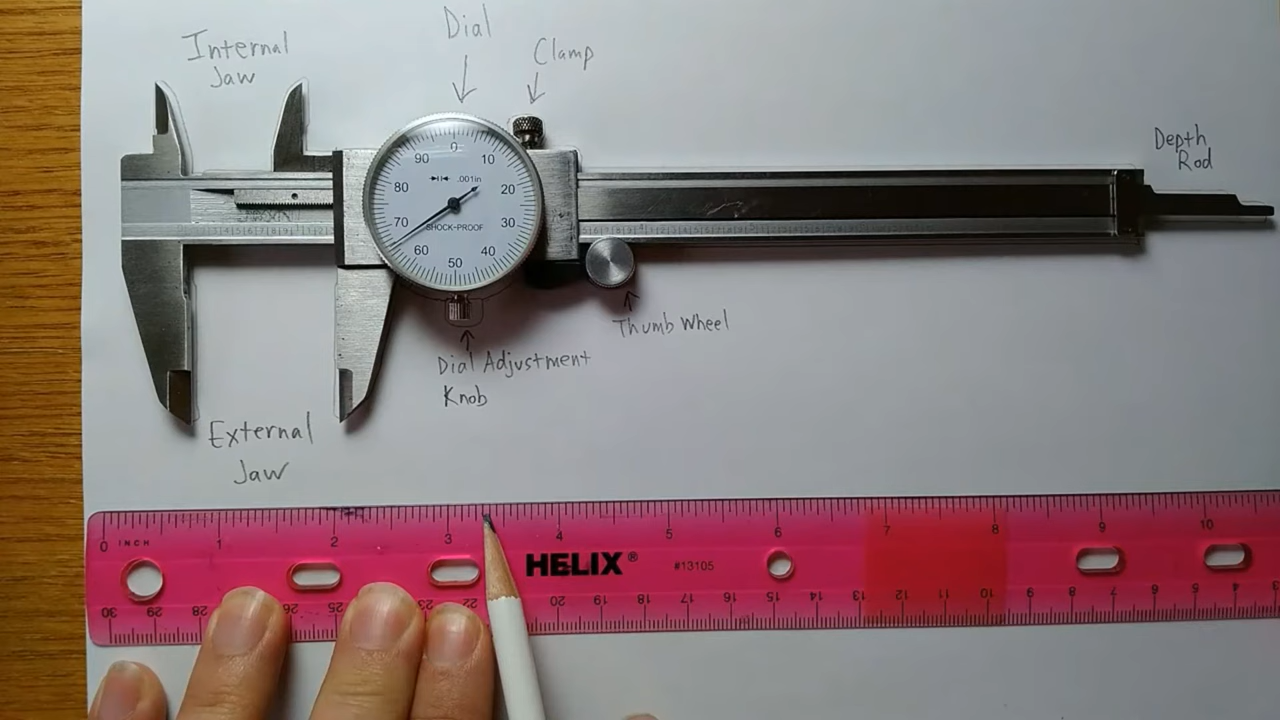 Internal
Jaw
Dial
Clamp
Depth
Rod
0
90 10
80 20
70 30
60 40
50
.001in
SHOCK-PROOF
Thumb Wheel
Dial Adjustment
Knob
External
Jaw
0 INCH 1 2 3 4 5 6 7 8 9 10
HELIX® #13105
30 29 28 26 25 23 22 20 19 18 17 16 15 14 13 12 11 10 9 8 7 6 5 4 3